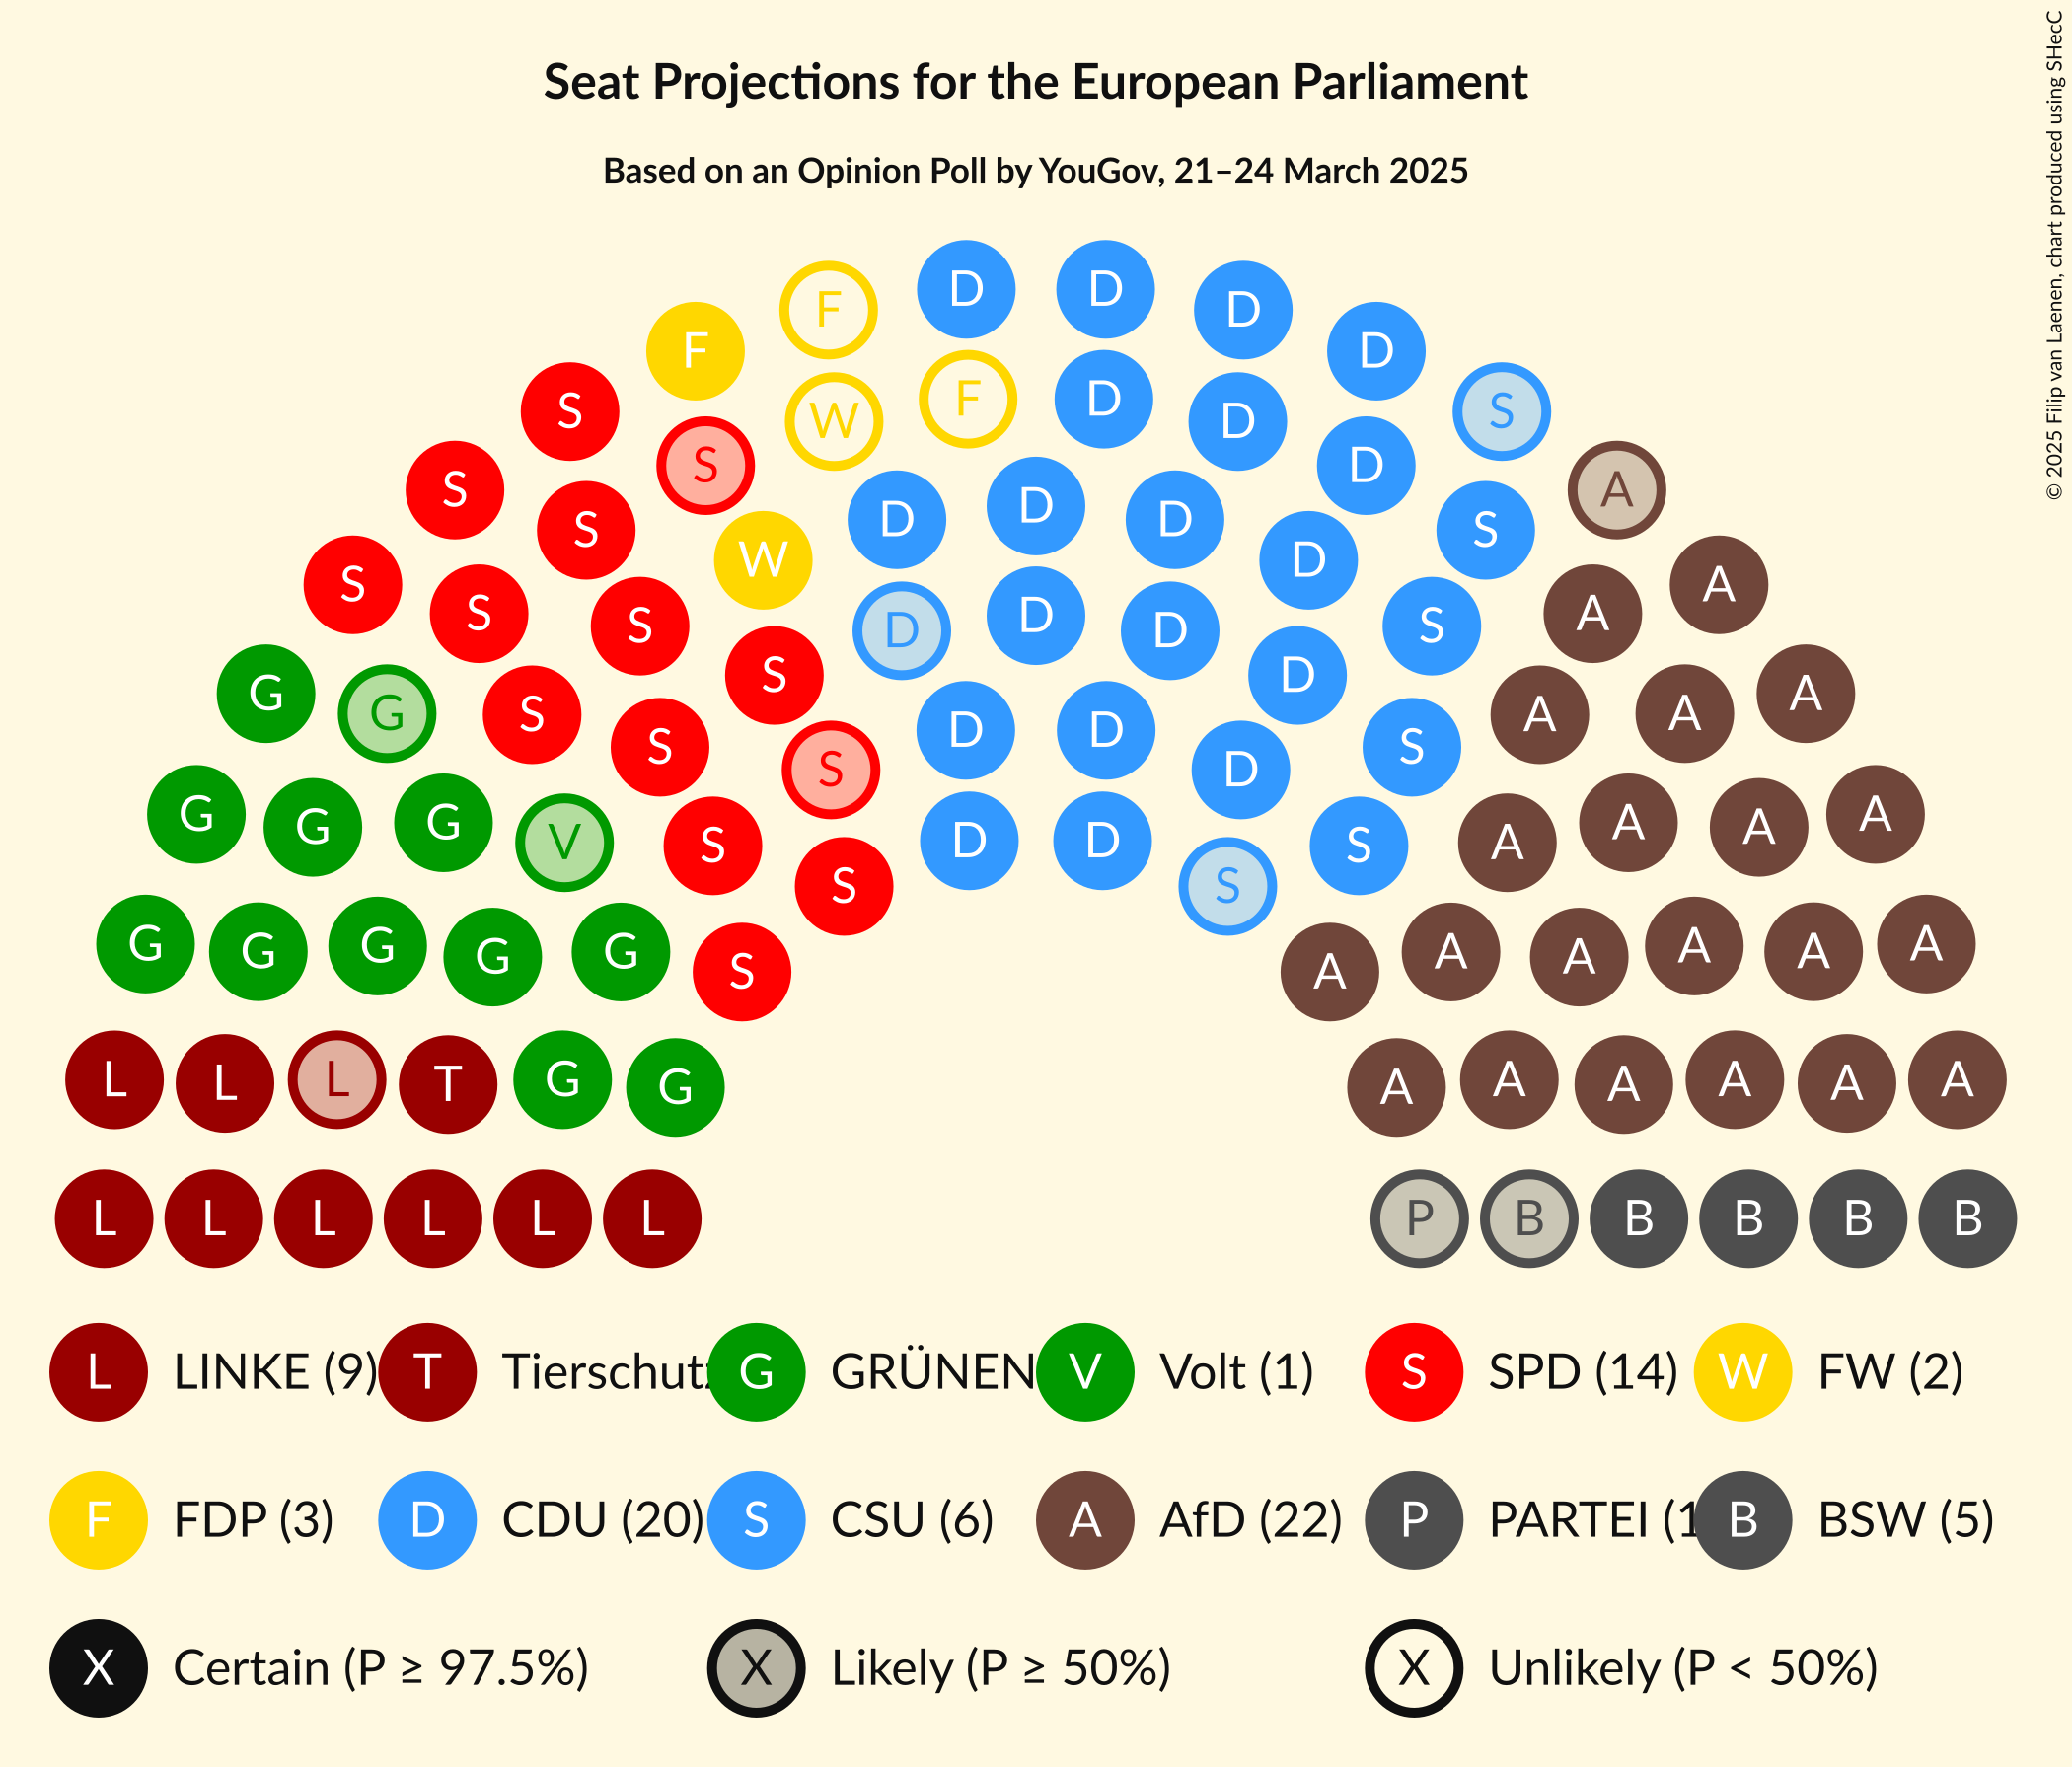 Seat Projections for the European Parliament
Based on an Opinion Poll by YouGov, 21–24 March 2025
© 2025 Filip van Laenen, chart produced using SHecC
D D
F D
F D
F D
S S
W D
S D
S A
D
D D
S S
W D
S A
S D A
S S
D D
S D
G A
G S A A
D D
S S
S D
G A
G G A A
V S D D S A
S S
G G G G G A A A A A
S A
L L L T G G A A A A A A
L L L L L L P B B B B B
L LINKE (9) T Tierschutz G GRÜNEN V Volt (1) S SPD (14) W FW (2)
F FDP (3) D CDU (20) S CSU (6) A AfD (22) P PARTEI (1 B BSW (5)
X Certain (P ≥ 97.5%) X Likely (P ≥ 50%) X Unlikely (P < 50%)